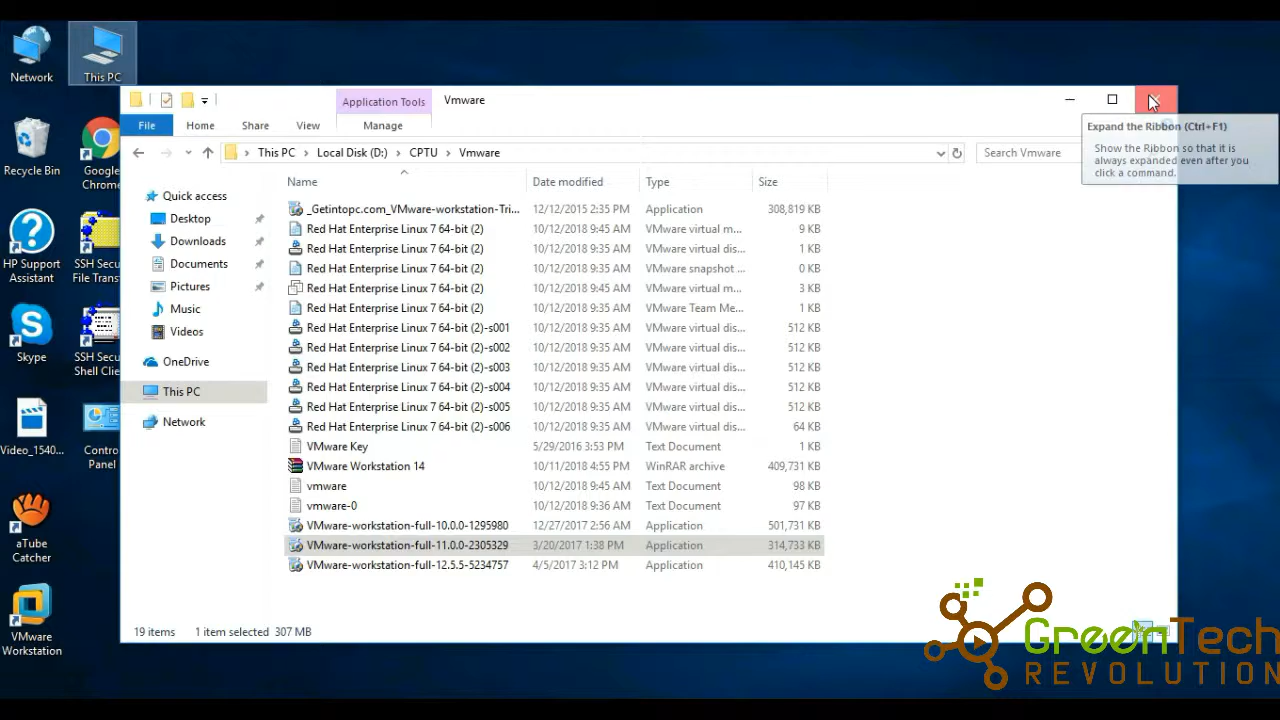 Network
This PC
Recycle Bin
Google
Chrome
HP Support
Assistant
SSH Secu
File Trans
Skype
SSH Secu
Shell Clien
Video_1540...
Contro
Panel
aTube
Catcher
VMware
Workstation
Application Tools
Vmware
File
Home
Share
View
Manage
Expand the Ribbon (Ctrl+F1)
Show the Ribbon so that it is
always expanded even after you
click a command.
This PC
Local Disk (D:)
CPTU
Vmware
Search Vmware
Quick access
Desktop
Downloads
Documents
Pictures
Music
Videos
OneDrive
This PC
Network
Name Date modified Type Size
_Getintopc.com_VMware-workstation-Tri... 12/12/2015 2:35 PM Application 308,819 KB
Red Hat Enterprise Linux 7 64-bit (2) 10/12/2018 9:45 AM VMware virtual m... 9 KB
Red Hat Enterprise Linux 7 64-bit (2) 10/12/2018 9:35 AM VMware virtual dis... 1 KB
Red Hat Enterprise Linux 7 64-bit (2) 10/12/2018 9:35 AM VMware snapshot ... 0 KB
Red Hat Enterprise Linux 7 64-bit (2) 10/12/2018 9:45 AM VMware virtual m... 3 KB
Red Hat Enterprise Linux 7 64-bit (2) 10/12/2018 9:35 AM VMware Team Me... 1 KB
Red Hat Enterprise Linux 7 64-bit (2)-s001 10/12/2018 9:35 AM VMware virtual dis... 512 KB
Red Hat Enterprise Linux 7 64-bit (2)-s002 10/12/2018 9:35 AM VMware virtual dis... 512 KB
Red Hat Enterprise Linux 7 64-bit (2)-s003 10/12/2018 9:35 AM VMware virtual dis... 512 KB
Red Hat Enterprise Linux 7 64-bit (2)-s004 10/12/2018 9:35 AM VMware virtual dis... 512 KB
Red Hat Enterprise Linux 7 64-bit (2)-s005 10/12/2018 9:35 AM VMware virtual dis... 512 KB
Red Hat Enterprise Linux 7 64-bit (2)-s006 10/12/2018 9:35 AM VMware virtual dis... 64 KB
VMware Key 5/29/2016 3:53 PM Text Document 1 KB
VMware Workstation 14 10/11/2018 4:55 PM WinRAR archive 409,731 KB
vmware 10/12/2018 9:45 AM Text Document 98 KB
vmware-0 10/12/2018 9:36 AM Text Document 97 KB
VMware-workstation-full-10.0.0-1295980 12/27/2017 2:56 AM Application 501,731 KB
VMware-workstation-full-11.0.0-2305329 3/20/2017 1:38 PM Application 314,733 KB
VMware-workstation-full-12.5.5-5234757 4/5/2017 3:12 PM Application 410,145 KB
19 items 1 item selected 307 MB
GreenTech
REVOLUTION